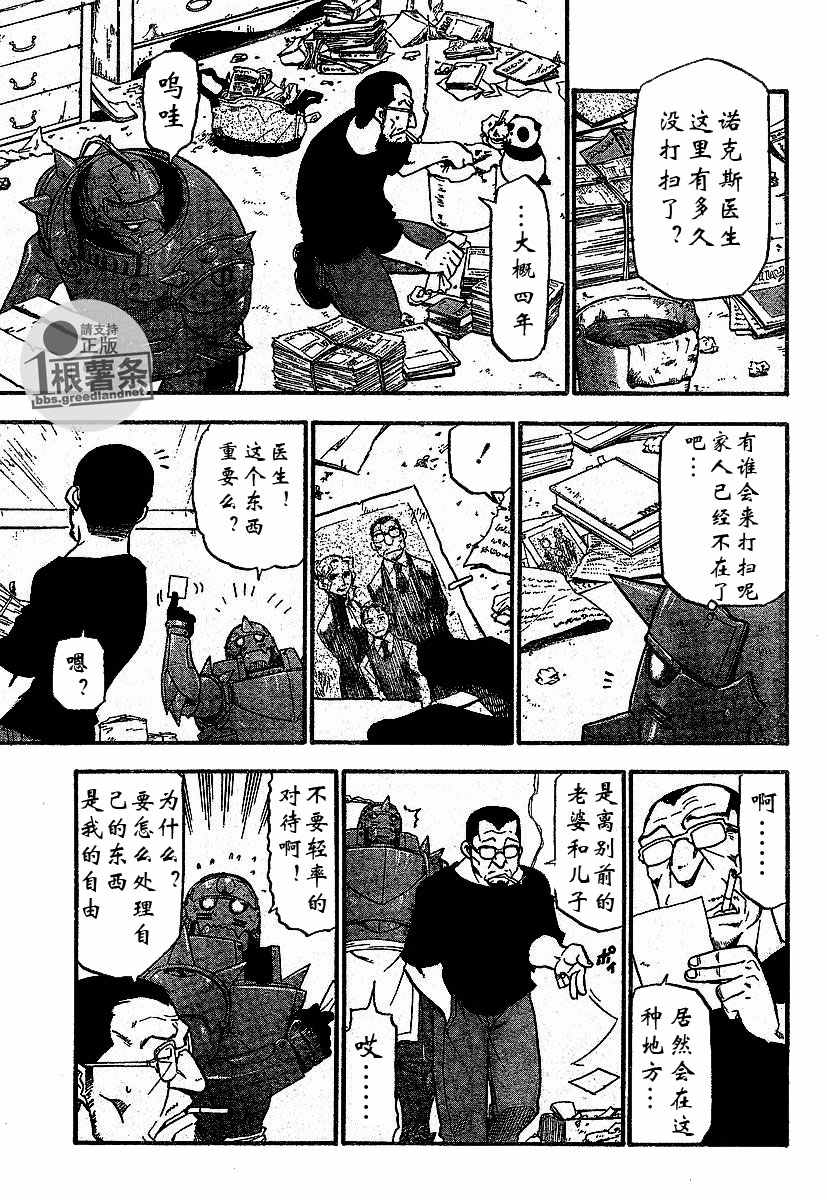 诺克斯医生
这里有多久
没打扫了？
…大概四年
呜哇
請支持
正版
1根薯条
bbs.greedlandnet
有谁会来打扫呢
家人已经不在了
吧…
！
医生！
这个东西
重要么？
嗯？
啊……
居然会在这
种地方…
是离别前的
老婆和儿子
ポイ
哎……
不要轻率的
对待啊！
为什么？
要怎么处理自
己的东西
是我的自由